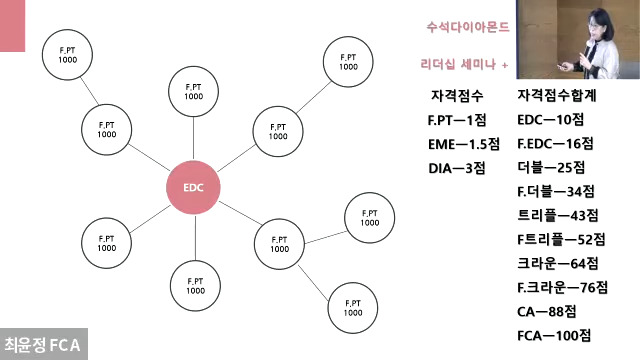 수석다이아몬드
리더십 세미나 +
자격점수
F.PT—1점
EME—1.5점
DIA—3점
자격점수합계
EDC—10점
F.EDC—16점
더블—25점
F.더블—34점
트리플—43점
F트리플—52점
크라운—64점
F.크라운—76점
CA—88점
FCA—100점
F.PT
1000
F.PT
1000
F.PT
1000
F.PT
1000
F.PT
1000
EDC
F.PT
1000
F.PT
1000
F.PT
1000
F.PT
1000
F.PT
1000
최윤정 FCA